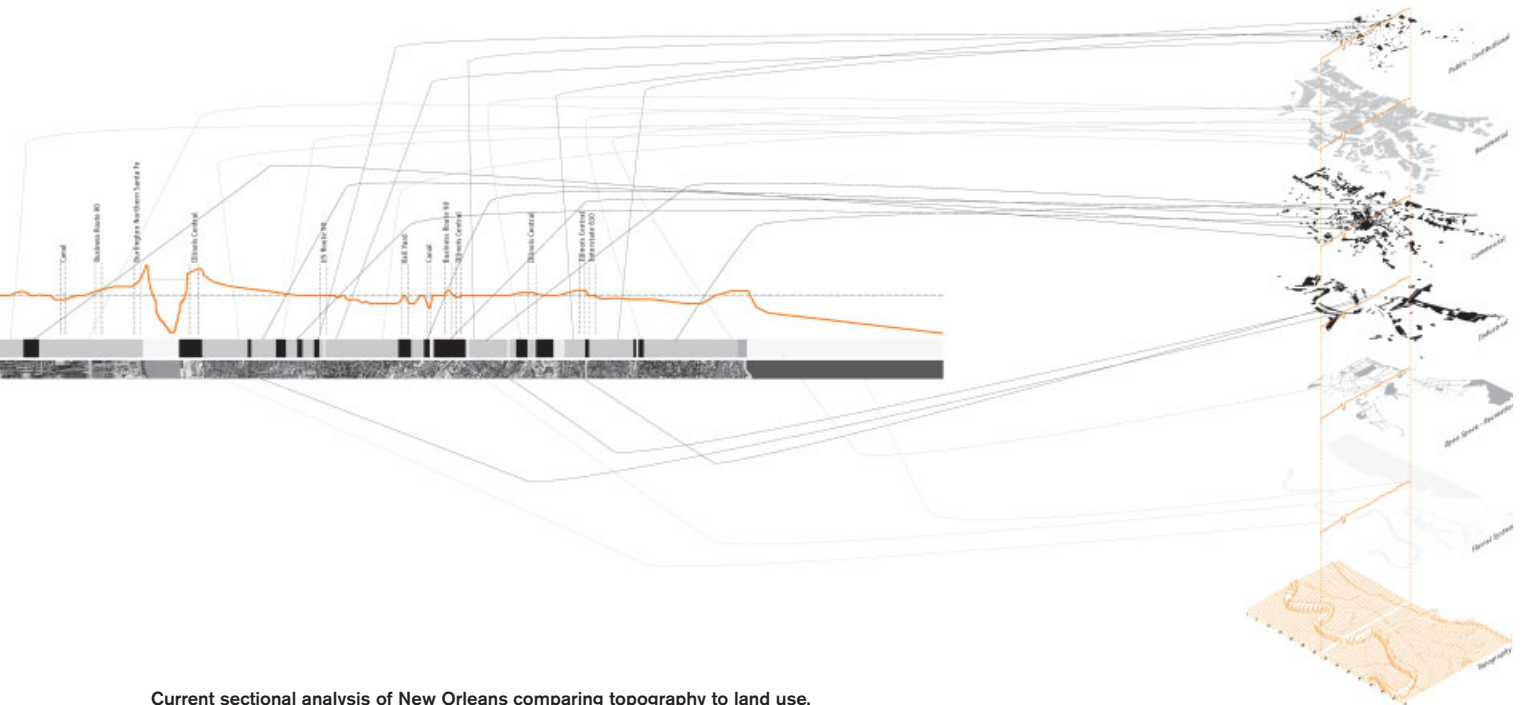 Canal
Business Route 90
Burlington Northern Santa Fe
Illinois Central
US Route 90
Rail Yard
Canal
Business Route 90
Illinois Central
Illinois Central
Illinois Central
Interstate 610
Public - Institutional
Residential
Commercial
Industrial
Open Space - Recreation
Fluvial System
Topography
Current sectional analysis of New Orleans comparing topography to land use.